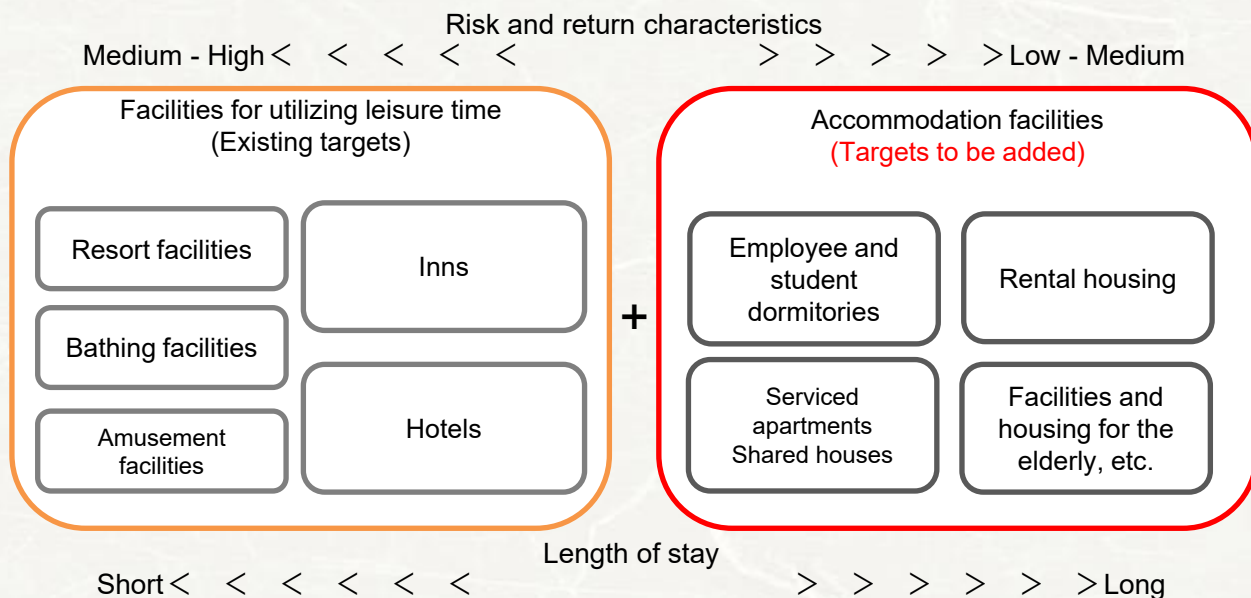 Risk and return characteristics
Medium - High < < < < < < > > > > > > Low - Medium
Facilities for utilizing leisure time
(Existing targets)
Resort facilities
Bathing facilities
Amusement
facilities
Inns
Hotels
+
Accommodation facilities
(Targets to be added)
Employee and
student
dormitories
Rental housing
Serviced
apartments
Shared houses
Facilities and
housing for the
elderly, etc.
Length of stay
Short < < < < < < < > > > > > > > Long